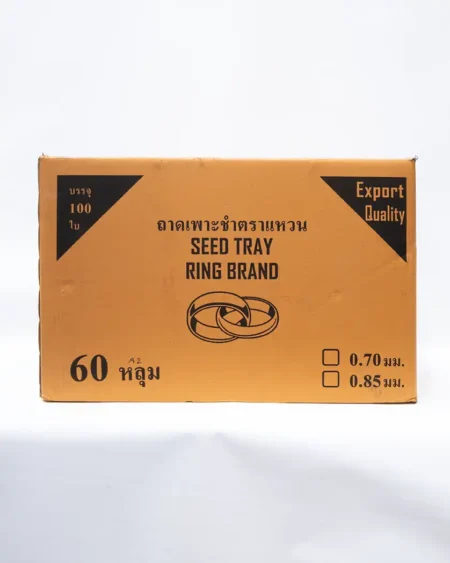 บรรจุ
100
ใบ
Export
Quality
ถาดเพาะชำตราแหวน
SEED TRAY
RING BRAND
A2
60 หลุม
0.70 มม.
0.85 มม.